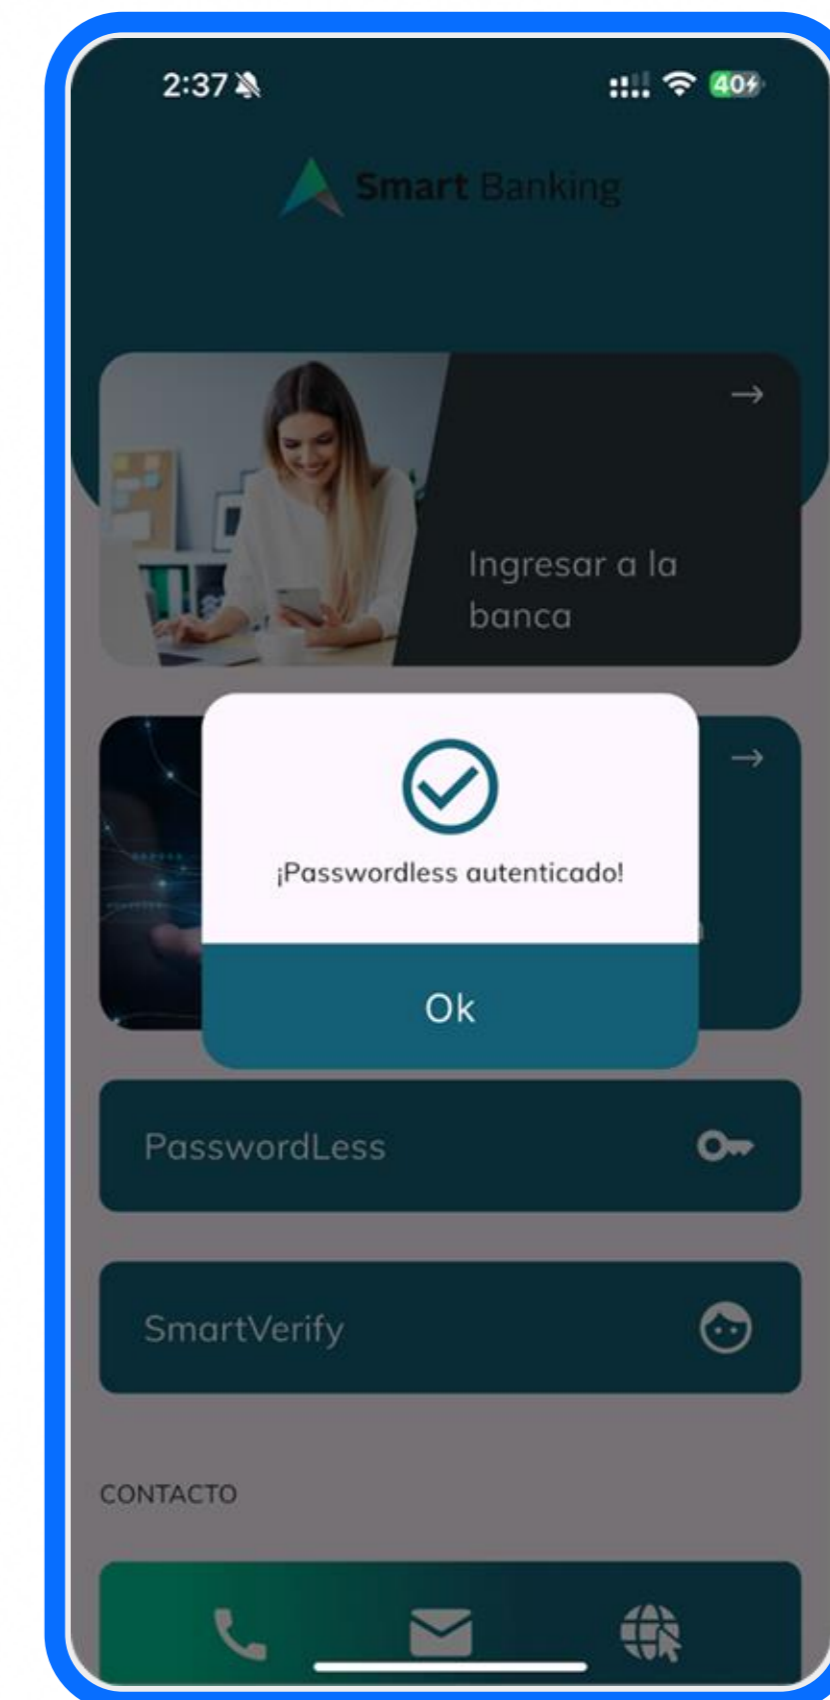 2:37
40
Smart Banking
Ingresar a la
banca
¡Passwordless autenticado!
Ok
PasswordLess
SmartVerify
CONTACTO